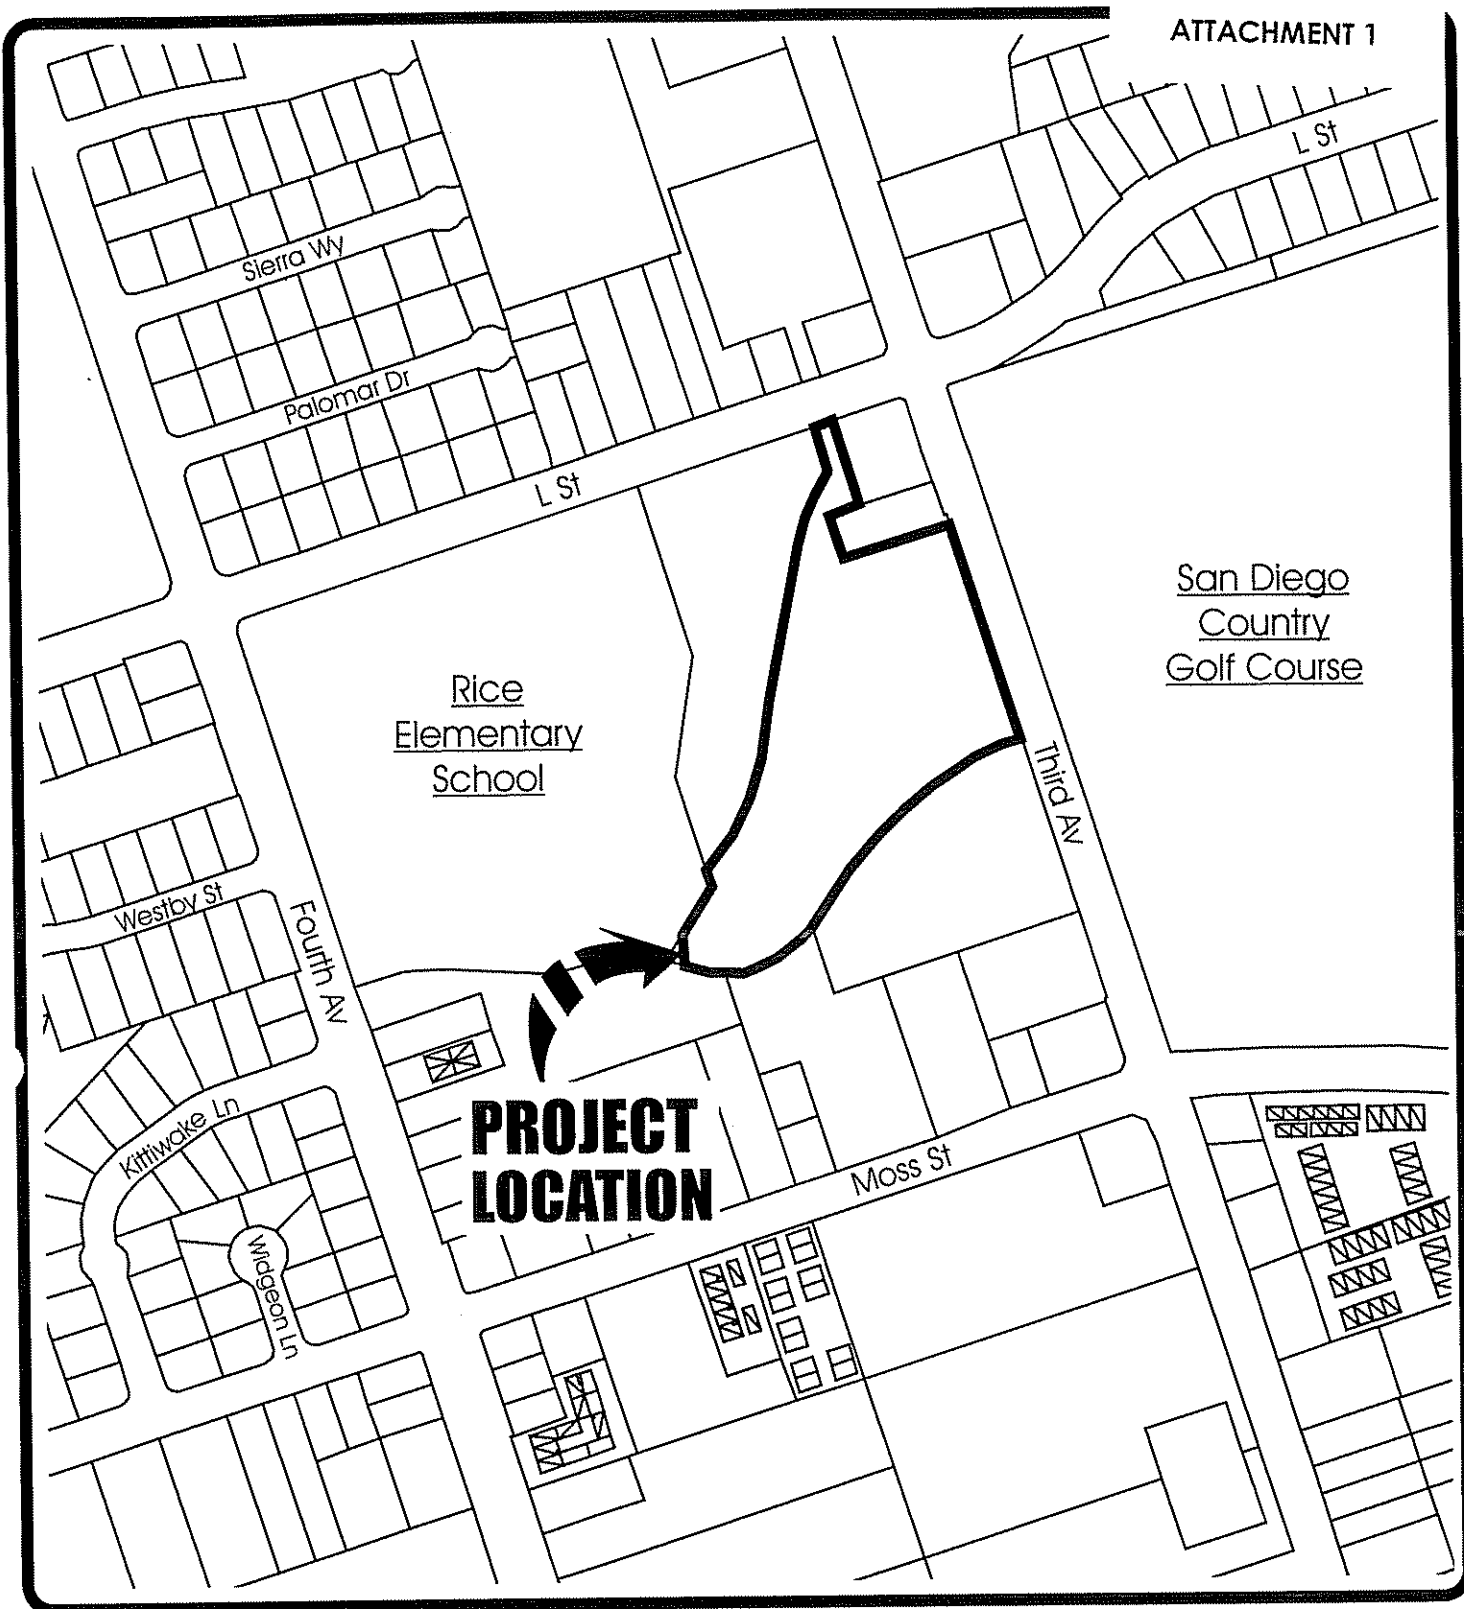 ATTACHMENT 1
L St
Sierra Wy
Palomar Dr
L St
San Diego
Country
Golf Course
Rice
Elementary
School
Third Av
Westby St
Fourth Av
Kittiwake Ln
PROJECT
LOCATION
Moss St
Widgeon Ln